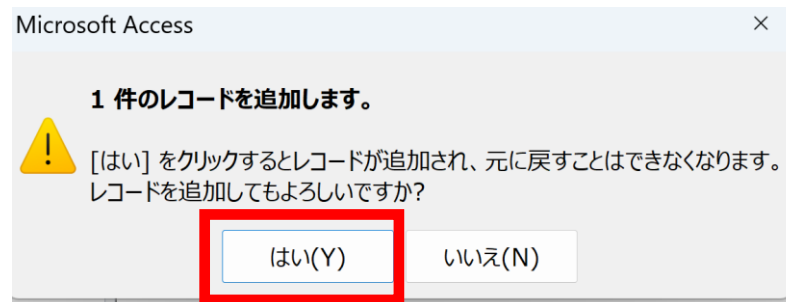 Microsoft Access
1 件のレコードを追加します。
[はい] をクリックするとレコードが追加され、元に戻すことはできなくなります。
レコードを追加してもよろしいですか?
はい(Y)
いいえ(N)